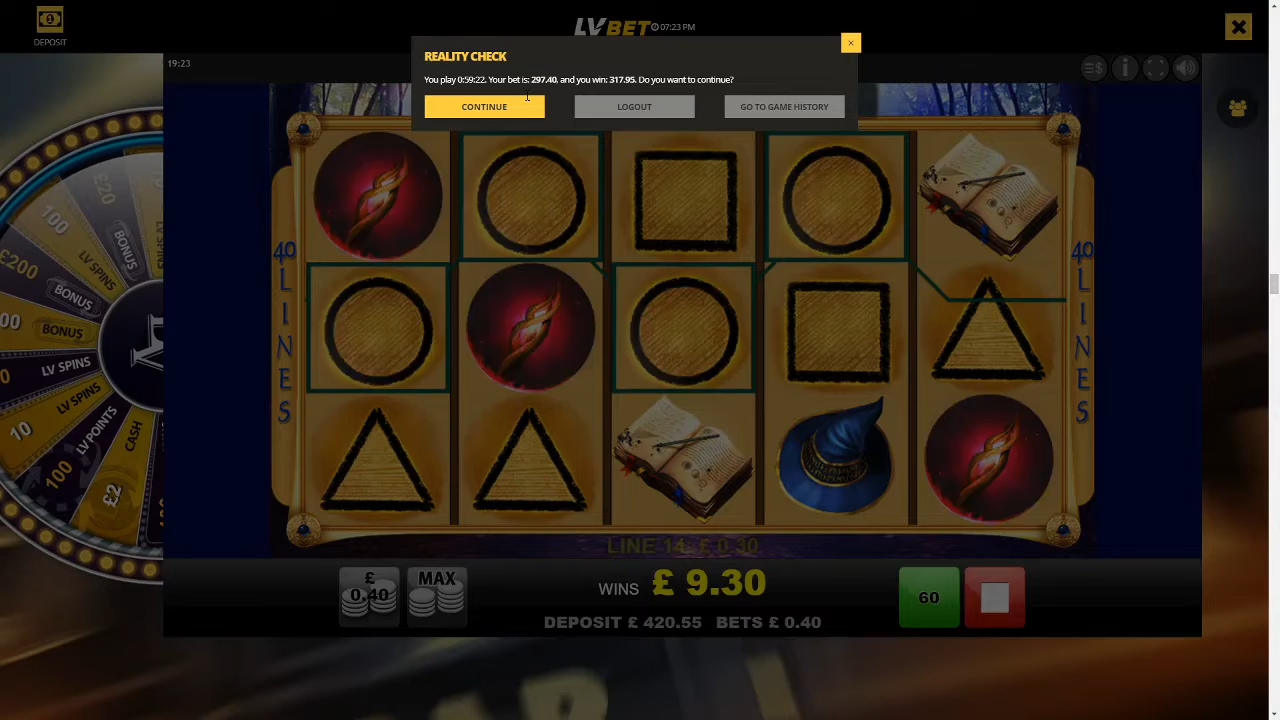 LVBET 07:23 PM
DEPOSIT
19:23
REALITY CHECK
You play 0:59:22. Your bet is: 297.40, and you win: 317.95. Do you want to continue?
CONTINUE
LOGOUT
GO TO GAME HISTORY
£20
BONUS
100
LV SPINS
£200
BONUS
BONUS
LV SPINS
LV SPINS
10
LV POINTS
CASH
100
£2
40 LINES
40 LINES
LINE 14: £ 0.30
£ 0.40
MAX
WINS £ 9.30
60
DEPOSIT £ 420.55 BETS £ 0.40